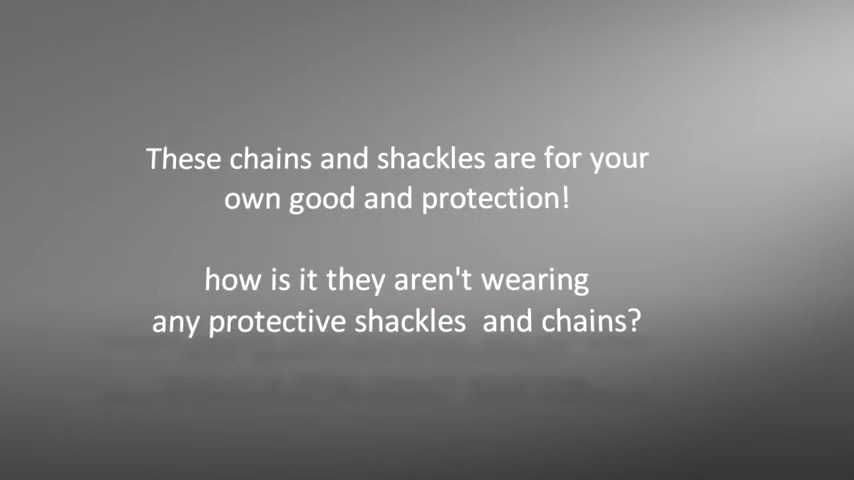 These chains and shackles are for your
own good and protection!
how is it they aren't wearing
any protective shackles  and chains?